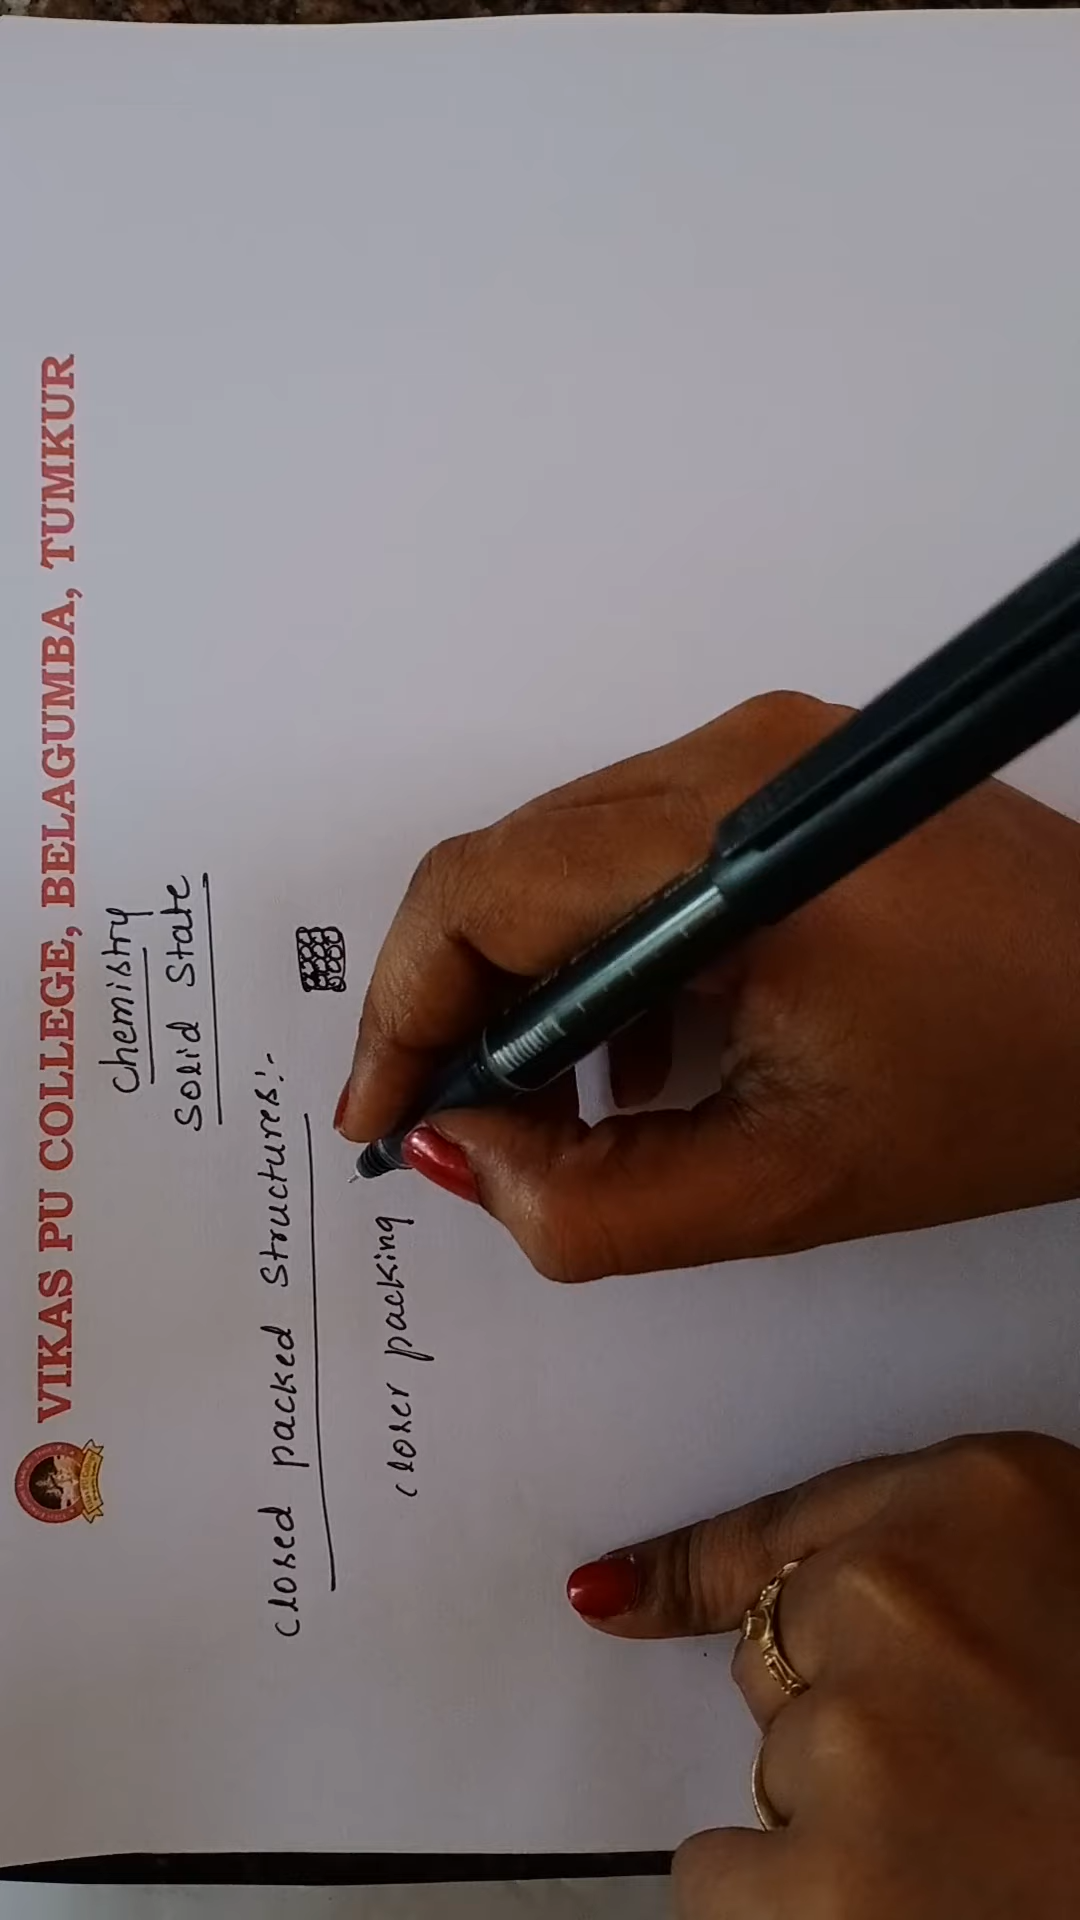 VIKAS PU COLLEGE, BELAGUMBA, TUMKUR
Chemistry
Solid State
Closed packed Structures:-
Closer packing